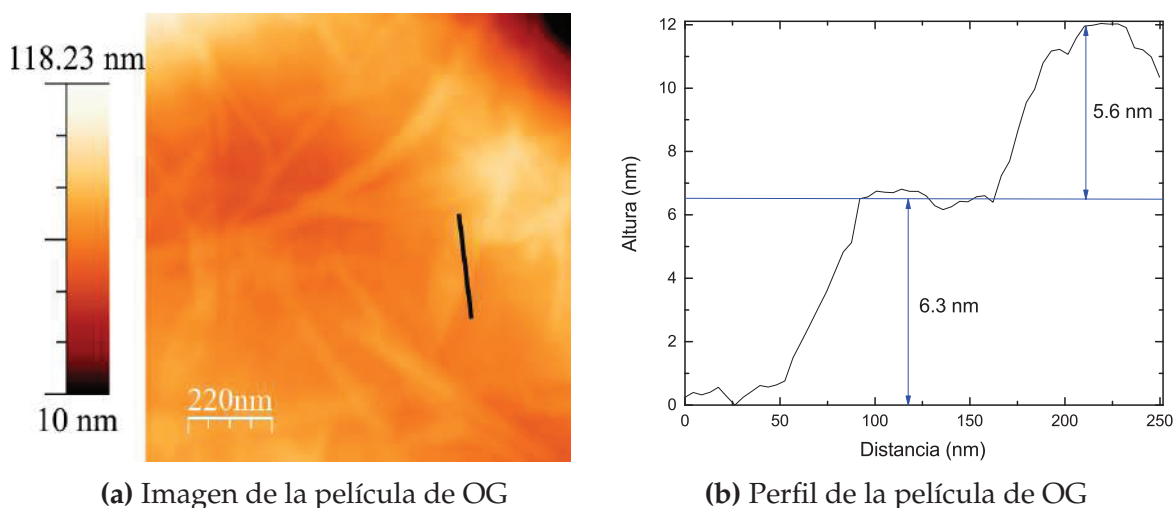 118.23 nm
10 nm
220nm
(a) Imagen de la película de OG
Altura (nm)
12
10
8
6
4
2
0
5.6 nm
6.3 nm
0 50 100 150 200 250
Distancia (nm)
(b) Perfil de la película de OG